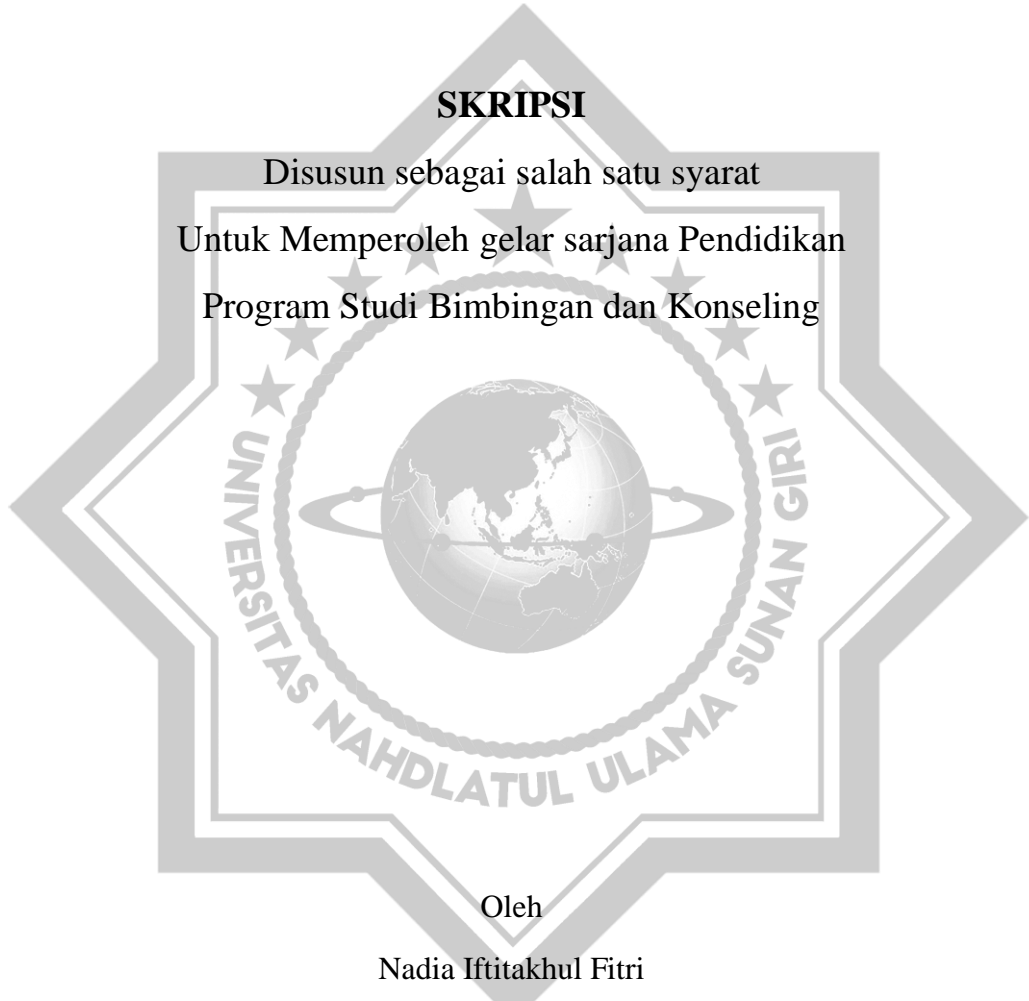 SKRIPSI
Disusun sebagai salah satu syarat
Untuk Memperoleh gelar sarjana Pendidikan
Program Studi Bimbingan dan Konseling
UNIVERSITAS NAHDLATUL ULAMA SUNAN GIRI
Oleh
Nadia Iftitakhul Fitri